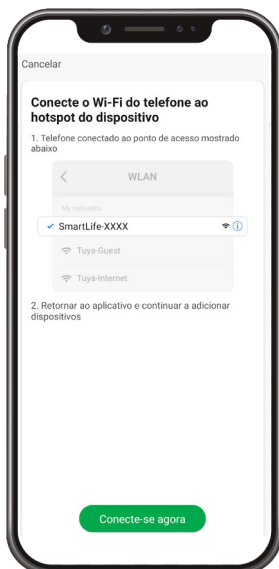 Cancelar
Conecte o Wi-Fi do telefone ao
hotspot do dispositivo
1. Telefone conectado ao ponto de acesso mostrado
abaixo
WLAN
My networks
SmartLife-XXXX
Tuya-Guest
Tuya-Internet
2. Retornar ao aplicativo e continuar a adicionar
dispositivos
Conecte-se agora